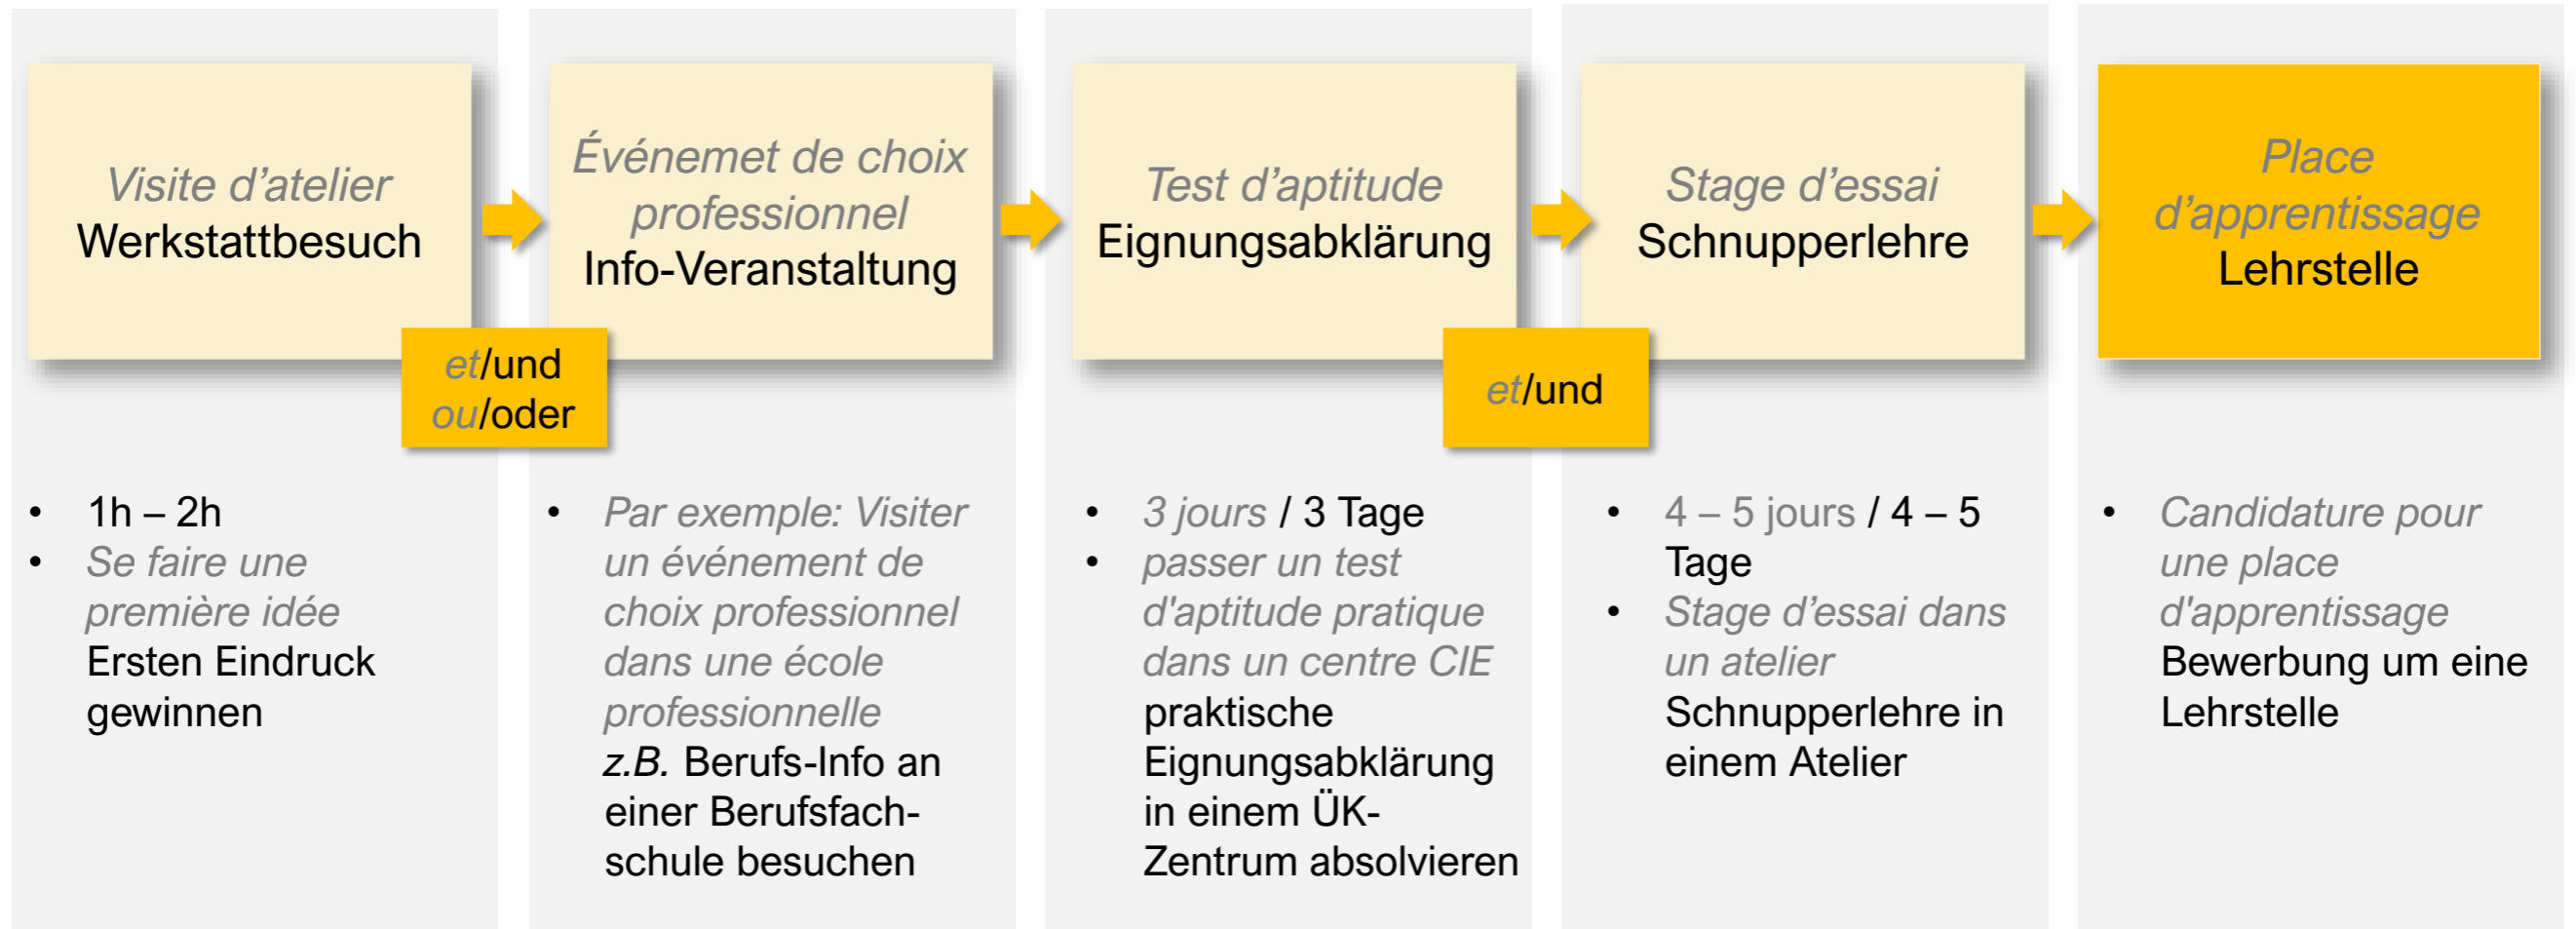 Visite d’atelier
Werkstattbesuch
Événemet de choix
professionnel
Info-Veranstaltung
Test d’aptitude
Eignungsabklärung
Stage d’essai
Schnupperlehre
Place
d’apprentissage
Lehrstelle
et/und
ou/oder
et/und
• 1h – 2h
• Se faire une
première idée
Ersten Eindruck
gewinnen
• Par exemple: Visiter
un événement de
choix professionnel
dans une école
professionnelle
z.B. Berufs-Info an
einer Berufsfach-
schule besuchen
• 3 jours / 3 Tage
• passer un test
d'aptitude pratique
dans un centre CIE
praktische
Eignungsabklärung
in einem ÜK-
Zentrum absolvieren
• 4 – 5 jours / 4 – 5
Tage
• Stage d’essai dans
un atelier
Schnupperlehre in
einem Atelier
• Candidature pour
une place
d'apprentissage
Bewerbung um eine
Lehrstelle